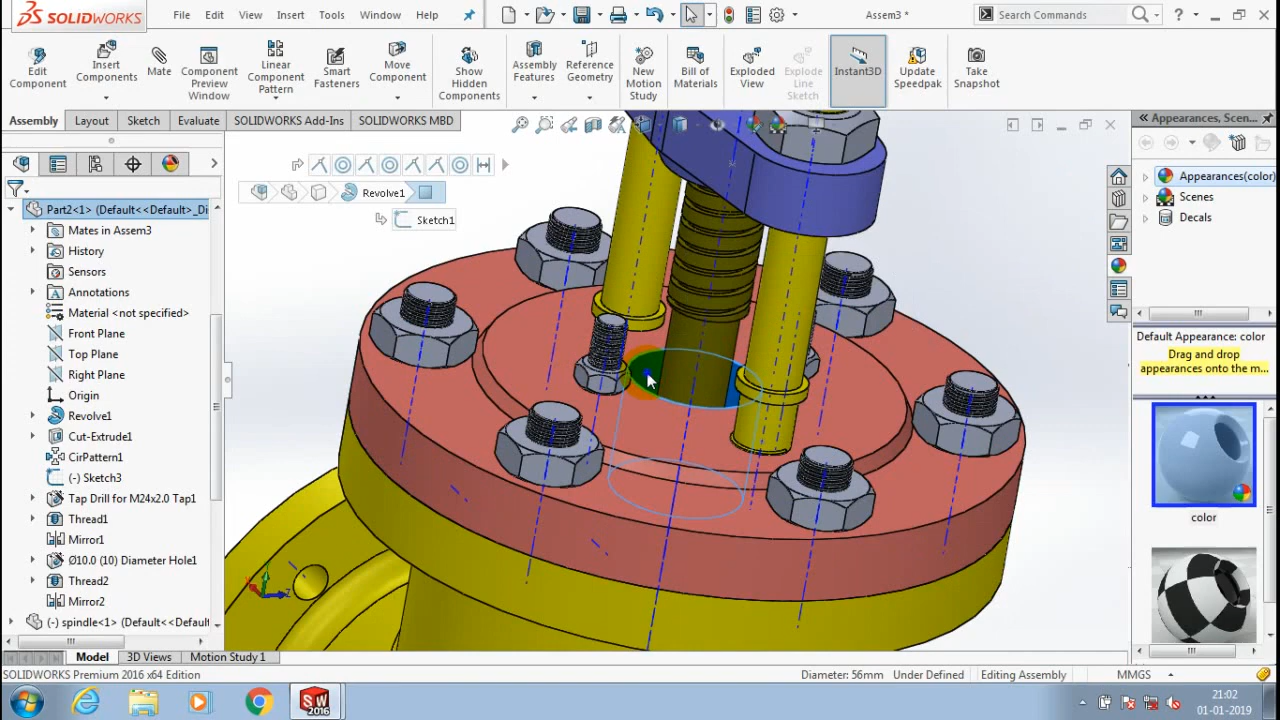 SOLIDWORKS
File Edit View Insert Tools Window Help
Assem3 *
Search Commands
Edit Component
Insert Components
Mate
Component Preview Window
Linear Component Pattern
Smart Fasteners
Move Component
Show Hidden Components
Assembly Features
Reference Geometry
New Motion Study
Bill of Materials
Exploded View
Explode Line Sketch
Instant3D
Update Speedpak
Take Snapshot
Assembly Layout Sketch Evaluate SOLIDWORKS Add-Ins SOLIDWORKS MBD
Appearances, Scenes,
Part2<1> (Default<<Default>_Di
Mates in Assem3
History
Sensors
Annotations
Material <not specified>
Front Plane
Top Plane
Right Plane
Origin
Revolve1
Cut-Extrude1
CirPattern1
(-) Sketch3
Tap Drill for M24x2.0 Tap1
Thread1
Mirror1
Ø10.0 (10) Diameter Hole1
Thread2
Mirror2
(-) spindle<1> (Default<<Default
Revolve1
Sketch1
Appearances(color)
Scenes
Decals
Default Appearance: color
Drag and drop
appearances onto the m...
color
Model 3D Views Motion Study 1
SOLIDWORKS Premium 2016 x64 Edition
Diameter: 56mm Under Defined Editing Assembly MMGS
SW
2016
21:02
01-01-2019